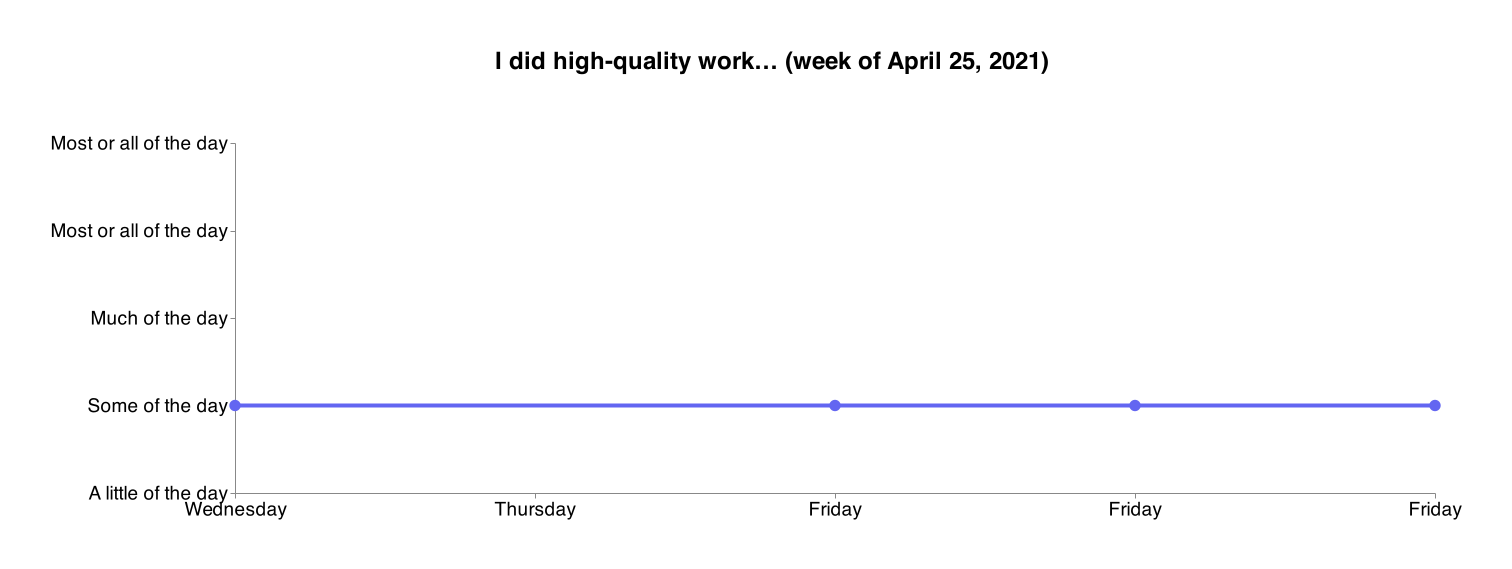 I did high-quality work… (week of April 25, 2021)
Most or all of the day
Most or all of the day
Much of the day
Some of the day
A little of the day
Wednesday Thursday Friday Friday Friday